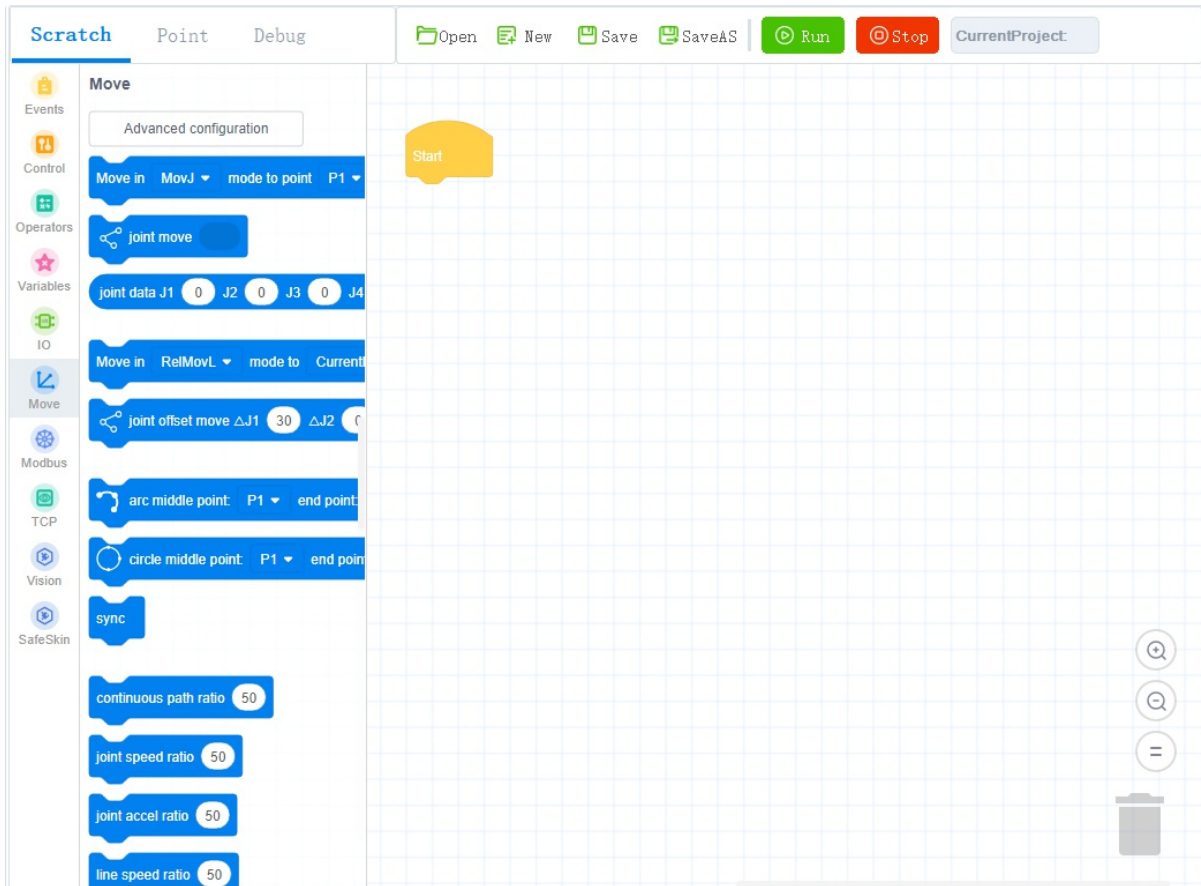 Scratch Point Debug
Open New Save SaveAS Run Stop CurrentProject:
Events
Control
Operators
Variables
IO
Move
Modbus
TCP
Vision
SafeSkin
Move
Advanced configuration
Move in MovJ mode to point P1
joint move
joint data J1 0 J2 0 J3 0 J4
Move in RelMovL mode to Current
joint offset move △J1 30 △J2 0
arc middle point: P1 end point:
circle middle point: P1 end poin
sync
continuous path ratio 50
joint speed ratio 50
joint accel ratio 50
line speed ratio 50
Start